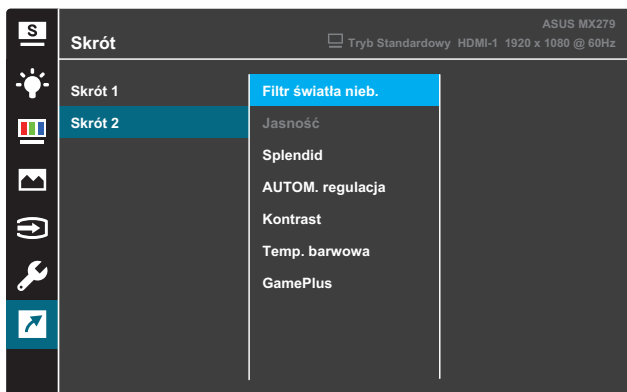 S
ASUS MX279
Skrót
Tryb Standardowy HDMI-1 1920 x 1080 @ 60Hz
Skrót 1
Filtr światła nieb.
Skrót 2
Jasność
Splendid
AUTOM. regulacja
Kontrast
Temp. barwowa
GamePlus